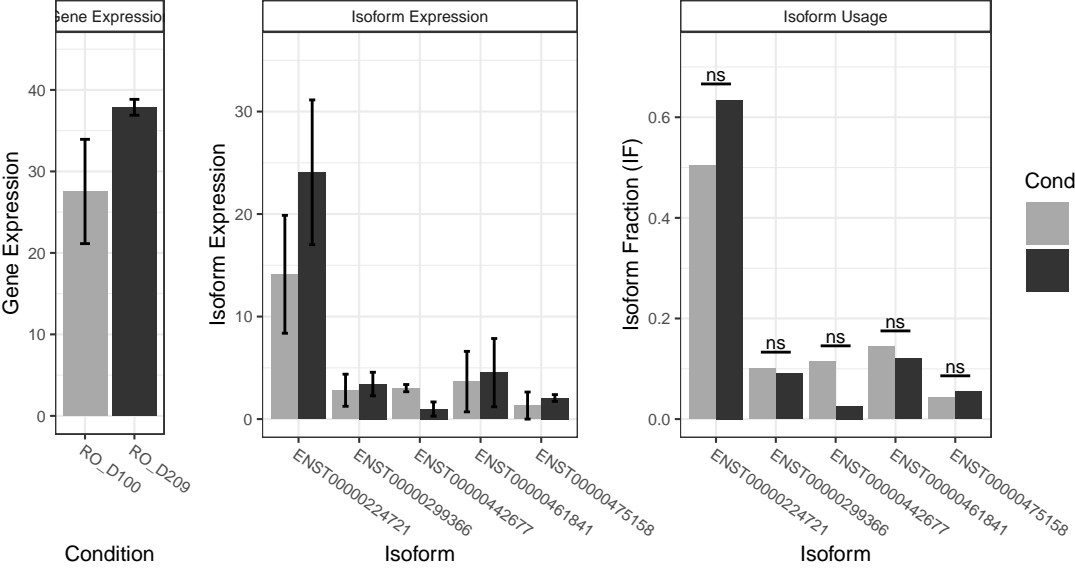 Gene Expression
Isoform Expression
Isoform Usage
Gene Expression
40
30
20
10
0
RO_D100
RO_D209
Condition
Isoform Expression
30
20
10
0
ENST00000224721
ENST00000299366
ENST00000442677
ENST00000461841
ENST00000475158
Isoform
Isoform Fraction (IF)
0.6
0.4
0.2
0.0
ns
ns
ns
ns
ns
ENST00000224721
ENST00000299366
ENST00000442677
ENST00000461841
ENST00000475158
Isoform
Cond